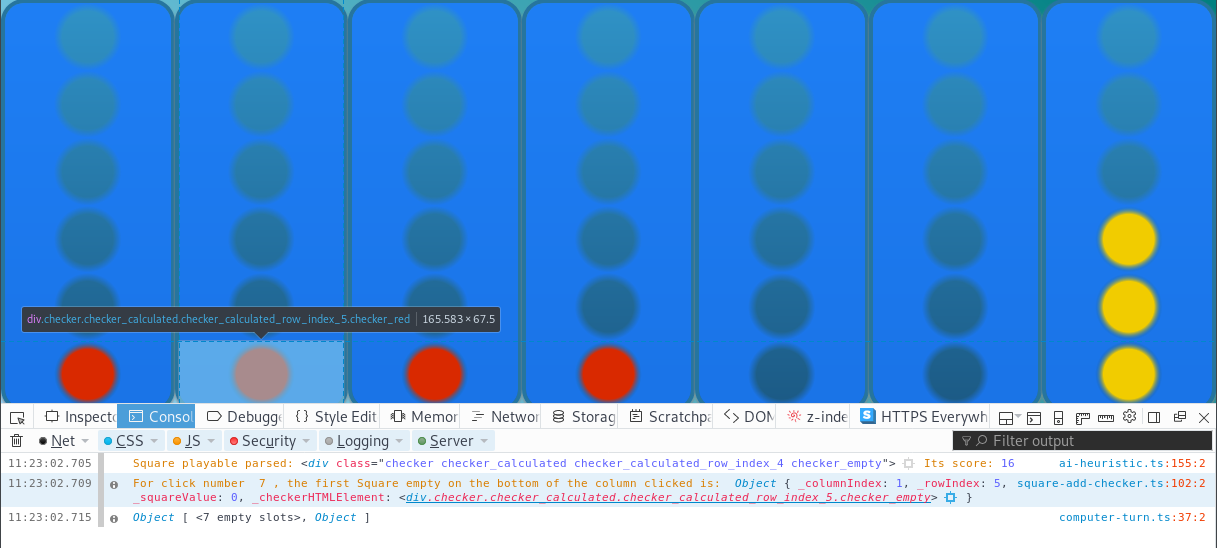 div.checker.checker_calculated.checker_calculated_row_index_5.checker_red | 165.583 × 67.5
Inspecto Consol Debugge Style Edit Memor Networ Storag Scratchpa DOM z-inde HTTPS Everywh
Net CSS JS Security Logging Server Filter output
11:23:02.705 Square playable parsed: <div class="checker checker_calculated checker_calculated_row_index_4 checker_empty"> Its score: 16 ai-heuristic.ts:155:2
11:23:02.709 For click number 7 , the first Square empty on the bottom of the column clicked is: Object { _columnIndex: 1, _rowIndex: 5, square-add-checker.ts:102:2
_squareValue: 0, _checkerHTMLElement: <div.checker.checker_calculated.checker_calculated_row_index_5.checker_empty> }
11:23:02.715 Object [ <7 empty slots>, Object ] computer-turn.ts:37:2